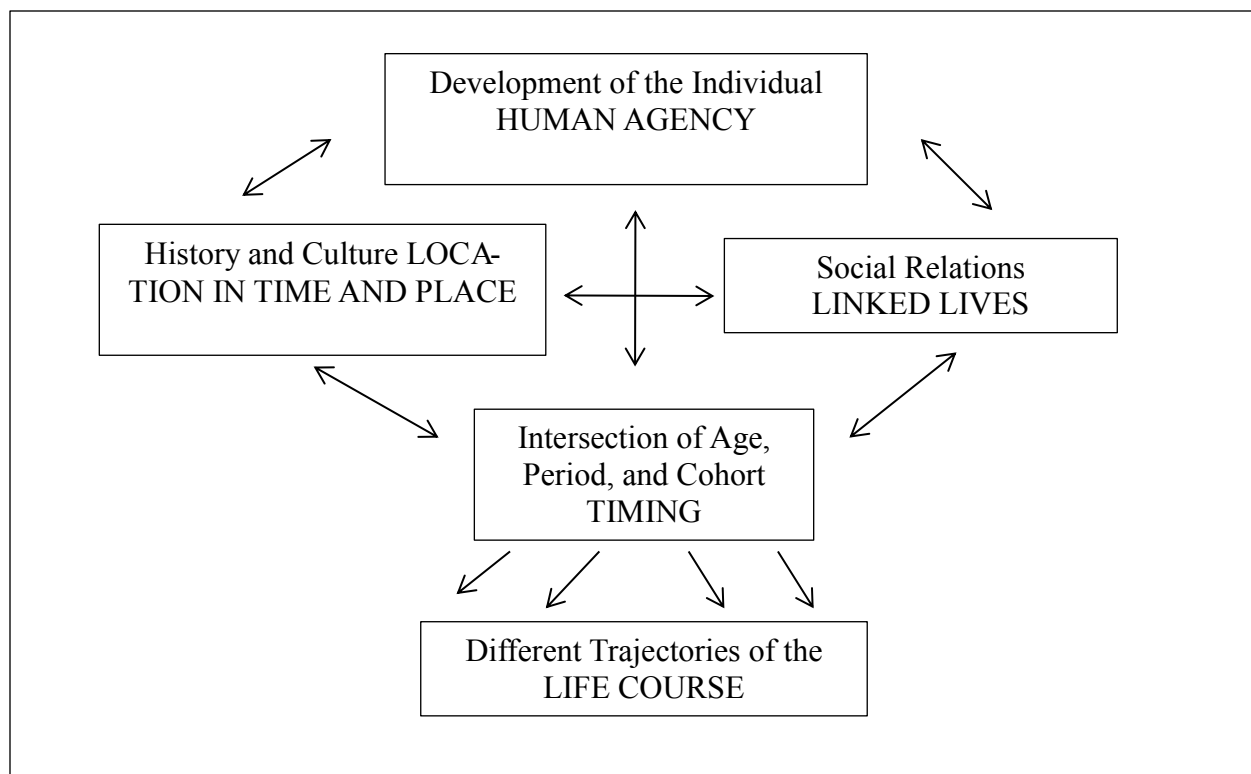 Development of the Individual
HUMAN AGENCY
History and Culture LOCA-
TION IN TIME AND PLACE
Social Relations
LINKED LIVES
Intersection of Age,
Period, and Cohort
TIMING
Different Trajectories of the
LIFE COURSE